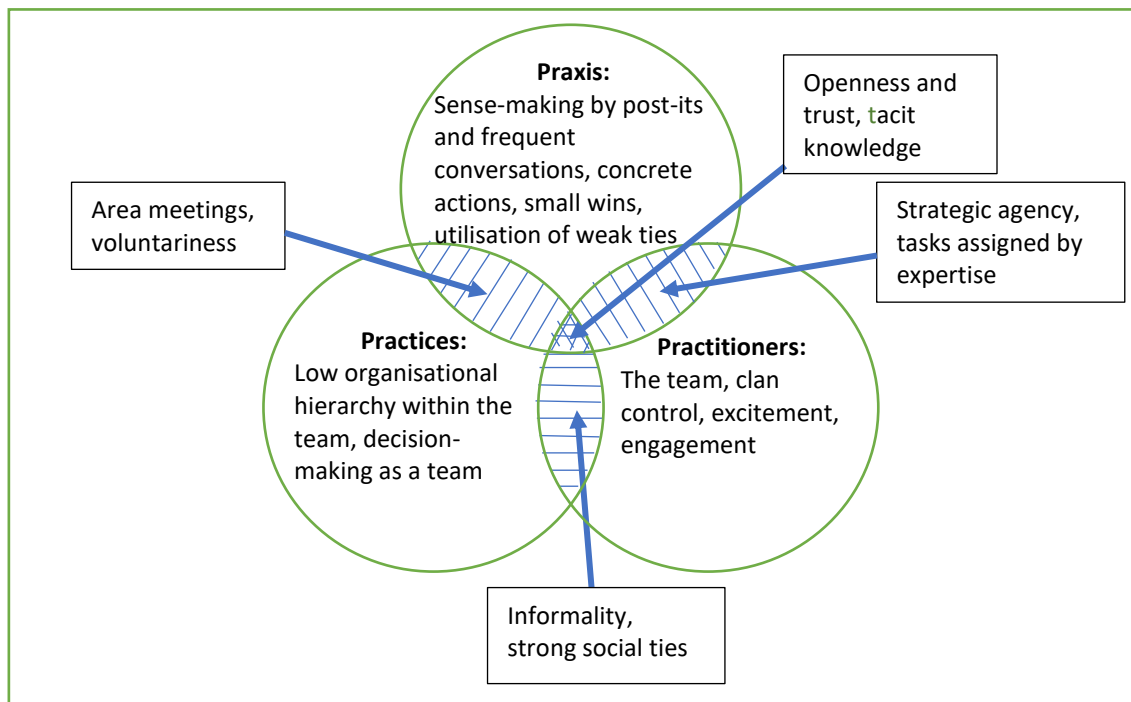 Praxis:
Sense-making by post-its
and frequent
conversations, concrete
actions, small wins,
utilisation of weak ties
Openness and
trust, tacit
knowledge
Area meetings,
voluntariness
Strategic agency,
tasks assigned by
expertise
Practices:
Low organisational
hierarchy within the
team, decision-
making as a team
Practitioners:
The team, clan
control, excitement,
engagement
Informality,
strong social ties